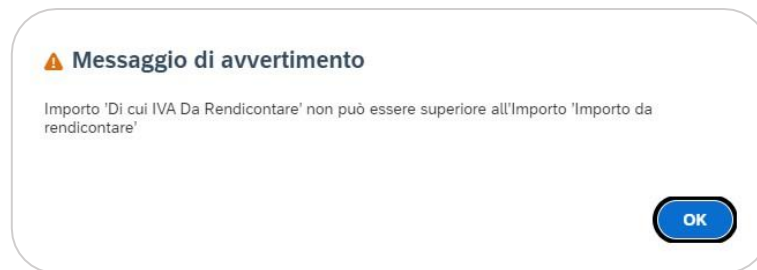 Messaggio di avvertimento
Importo 'Di cui IVA Da Rendicontare' non può essere superiore all'Importo 'Importo da
rendicontare'
OK